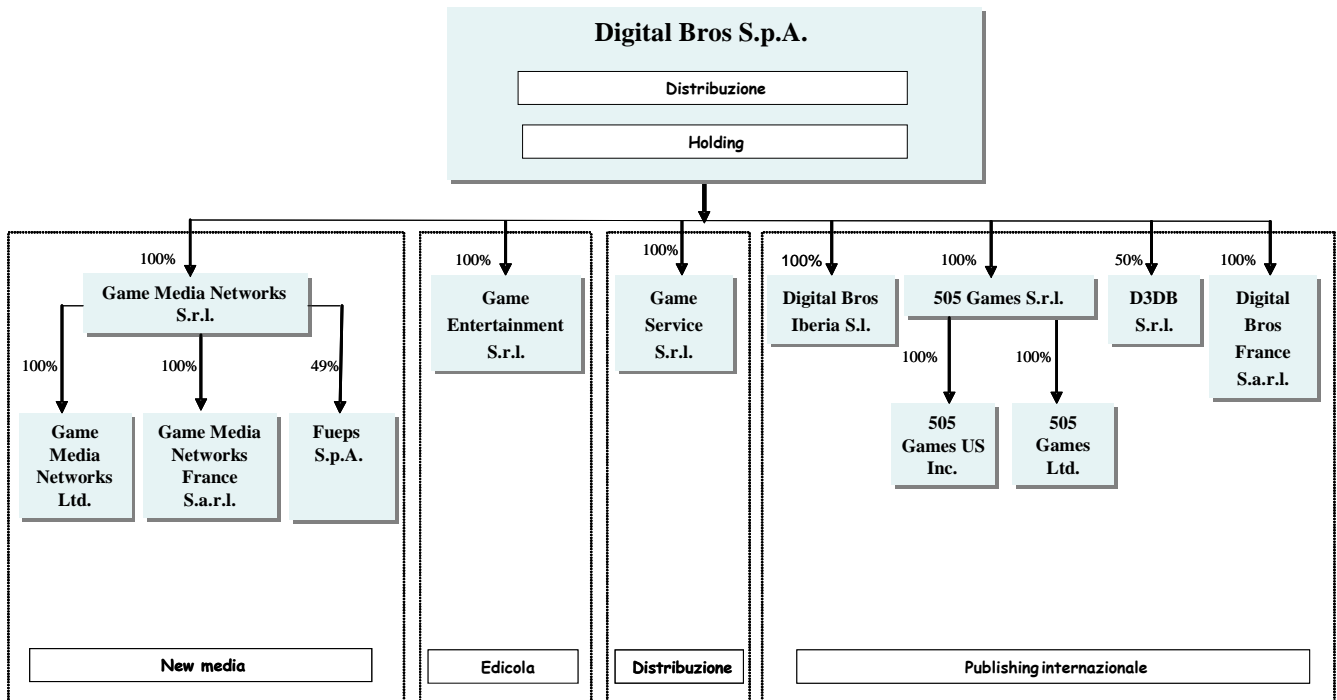 Digital Bros S.p.A.
Distribuzione
Holding
100%
100%
100%
100%
100%
50%
100%
Game Media Networks
S.r.l.
Game
Entertainment
S.r.l.
Game
Service
S.r.l.
Digital Bros
Iberia S.l.
505 Games S.r.l.
D3DB
S.r.l.
Digital
Bros
France
S.a.r.l.
100%
100%
49%
100%
100%
Game
Media
Networks
Ltd.
Game Media
Networks
France
S.a.r.l.
Fueps
S.p.A.
505
Games US
Inc.
505
Games
Ltd.
New media
Edicola
Distribuzione
Publishing internazionale